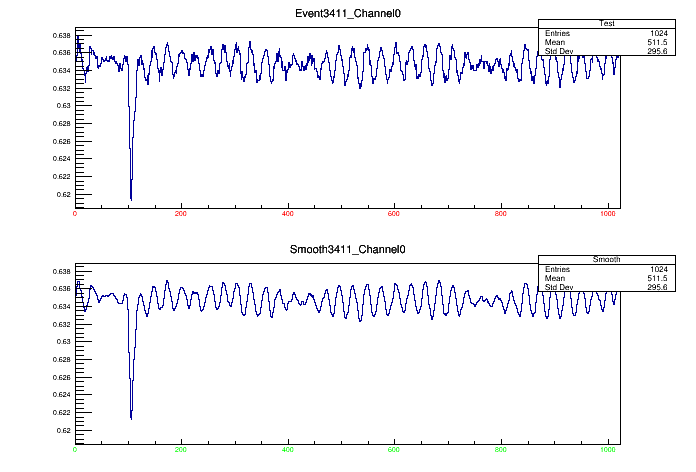 Event3411_Channel0
Test
Entries 1024
Mean 511.5
Std Dev 295.6
0.638
0.636
0.634
0.632
0.63
0.628
0.626
0.624
0.622
0.62
0 200 400 600 800 1000
Smooth3411_Channel0
Smooth
Entries 1024
Mean 511.5
Std Dev 295.6
0.638
0.636
0.634
0.632
0.63
0.628
0.626
0.624
0.622
0.62
0 200 400 600 800 1000